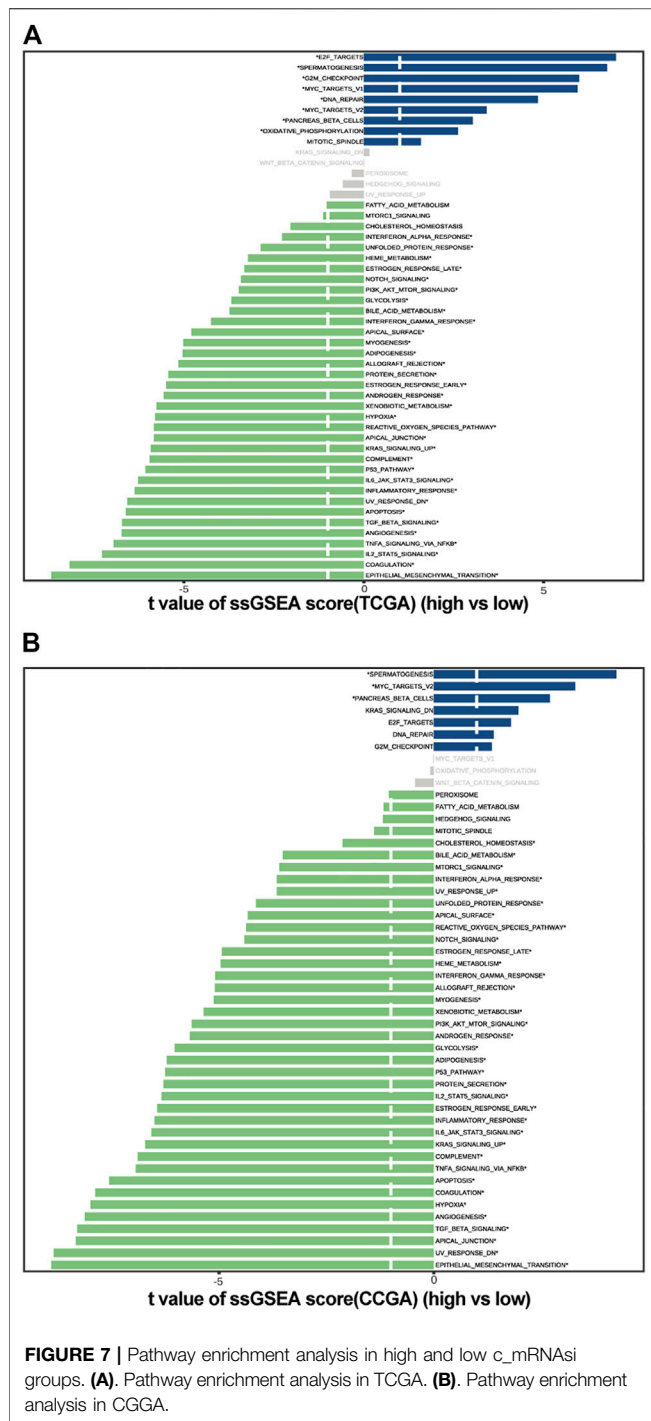 A
*E2F_TARGETS
*SPERMATOGENESIS
*G2M_CHECKPOINT
*MYC_TARGETS_V1
*DNA_REPAIR
*MYC_TARGETS_V2
*PANCREAS_BETA_CELLS
*OXIDATIVE_PHOSPHORYLATION
MITOTIC_SPINDLE
KRAS_SIGNALING_DN
WNT_BETA_CATENIN_SIGNALING
PEROXISOME
HEDGEHOG_SIGNALING
UV_RESPONSE_UP
FATTY_ACID_METABOLISM
MTORC1_SIGNALING
CHOLESTEROL_HOMEOSTASIS
INTERFERON_ALPHA_RESPONSE*
UNFOLDED_PROTEIN_RESPONSE*
HEME_METABOLISM*
ESTROGEN_RESPONSE_LATE*
NOTCH_SIGNALING*
PI3K_AKT_MTOR_SIGNALING*
GLYCOLYSIS*
BILE_ACID_METABOLISM*
INTERFERON_GAMMA_RESPONSE*
APICAL_SURFACE*
MYOGENESIS*
ADIPOGENESIS*
ALLOGRAFT_REJECTION*
PROTEIN_SECRETION*
ESTROGEN_RESPONSE_EARLY*
ANDROGEN_RESPONSE*
XENOBIOTIC_METABOLISM*
HYPOXIA*
REACTIVE_OXYGEN_SPECIES_PATHWAY*
APICAL_JUNCTION*
KRAS_SIGNALING_UP*
COMPLEMENT*
P53_PATHWAY*
IL6_JAK_STAT3_SIGNALING*
INFLAMMATORY_RESPONSE*
UV_RESPONSE_DN*
APOPTOSIS*
TGF_BETA_SIGNALING*
ANGIOGENESIS*
TNFA_SIGNALING_VIA_NFKB*
IL2_STAT5_SIGNALING*
COAGULATION*
EPITHELIAL_MESENCHYMAL_TRANSITION*
-5 0 5
t value of ssGSEA score(TCGA) (high vs low)
B
*SPERMATOGENESIS
*MYC_TARGETS_V2
*PANCREAS_BETA_CELLS
KRAS_SIGNALING_DN
E2F_TARGETS
DNA_REPAIR
G2M_CHECKPOINT
MYC_TARGETS_V1
OXIDATIVE_PHOSPHORYLATION
WNT_BETA_CATENIN_SIGNALING
PEROXISOME
FATTY_ACID_METABOLISM
HEDGEHOG_SIGNALING
MITOTIC_SPINDLE
CHOLESTEROL_HOMEOSTASIS*
BILE_ACID_METABOLISM*
MTORC1_SIGNALING*
INTERFERON_ALPHA_RESPONSE*
UV_RESPONSE_UP*
UNFOLDED_PROTEIN_RESPONSE*
APICAL_SURFACE*
REACTIVE_OXYGEN_SPECIES_PATHWAY*
NOTCH_SIGNALING*
ESTROGEN_RESPONSE_LATE*
HEME_METABOLISM*
INTERFERON_GAMMA_RESPONSE*
ALLOGRAFT_REJECTION*
MYOGENESIS*
XENOBIOTIC_METABOLISM*
PI3K_AKT_MTOR_SIGNALING*
ANDROGEN_RESPONSE*
GLYCOLYSIS*
ADIPOGENESIS*
P53_PATHWAY*
PROTEIN_SECRETION*
IL2_STAT5_SIGNALING*
ESTROGEN_RESPONSE_EARLY*
INFLAMMATORY_RESPONSE*
IL6_JAK_STAT3_SIGNALING*
KRAS_SIGNALING_UP*
COMPLEMENT*
TNFA_SIGNALING_VIA_NFKB*
APOPTOSIS*
COAGULATION*
HYPOXIA*
ANGIOGENESIS*
TGF_BETA_SIGNALING*
APICAL_JUNCTION*
UV_RESPONSE_DN*
EPITHELIAL_MESENCHYMAL_TRANSITION*
-5 0
t value of ssGSEA score(CCGA) (high vs low)
FIGURE 7 | Pathway enrichment analysis in high and low c_mRNAsi
groups. (A). Pathway enrichment analysis in TCGA. (B). Pathway enrichment
analysis in CGGA.